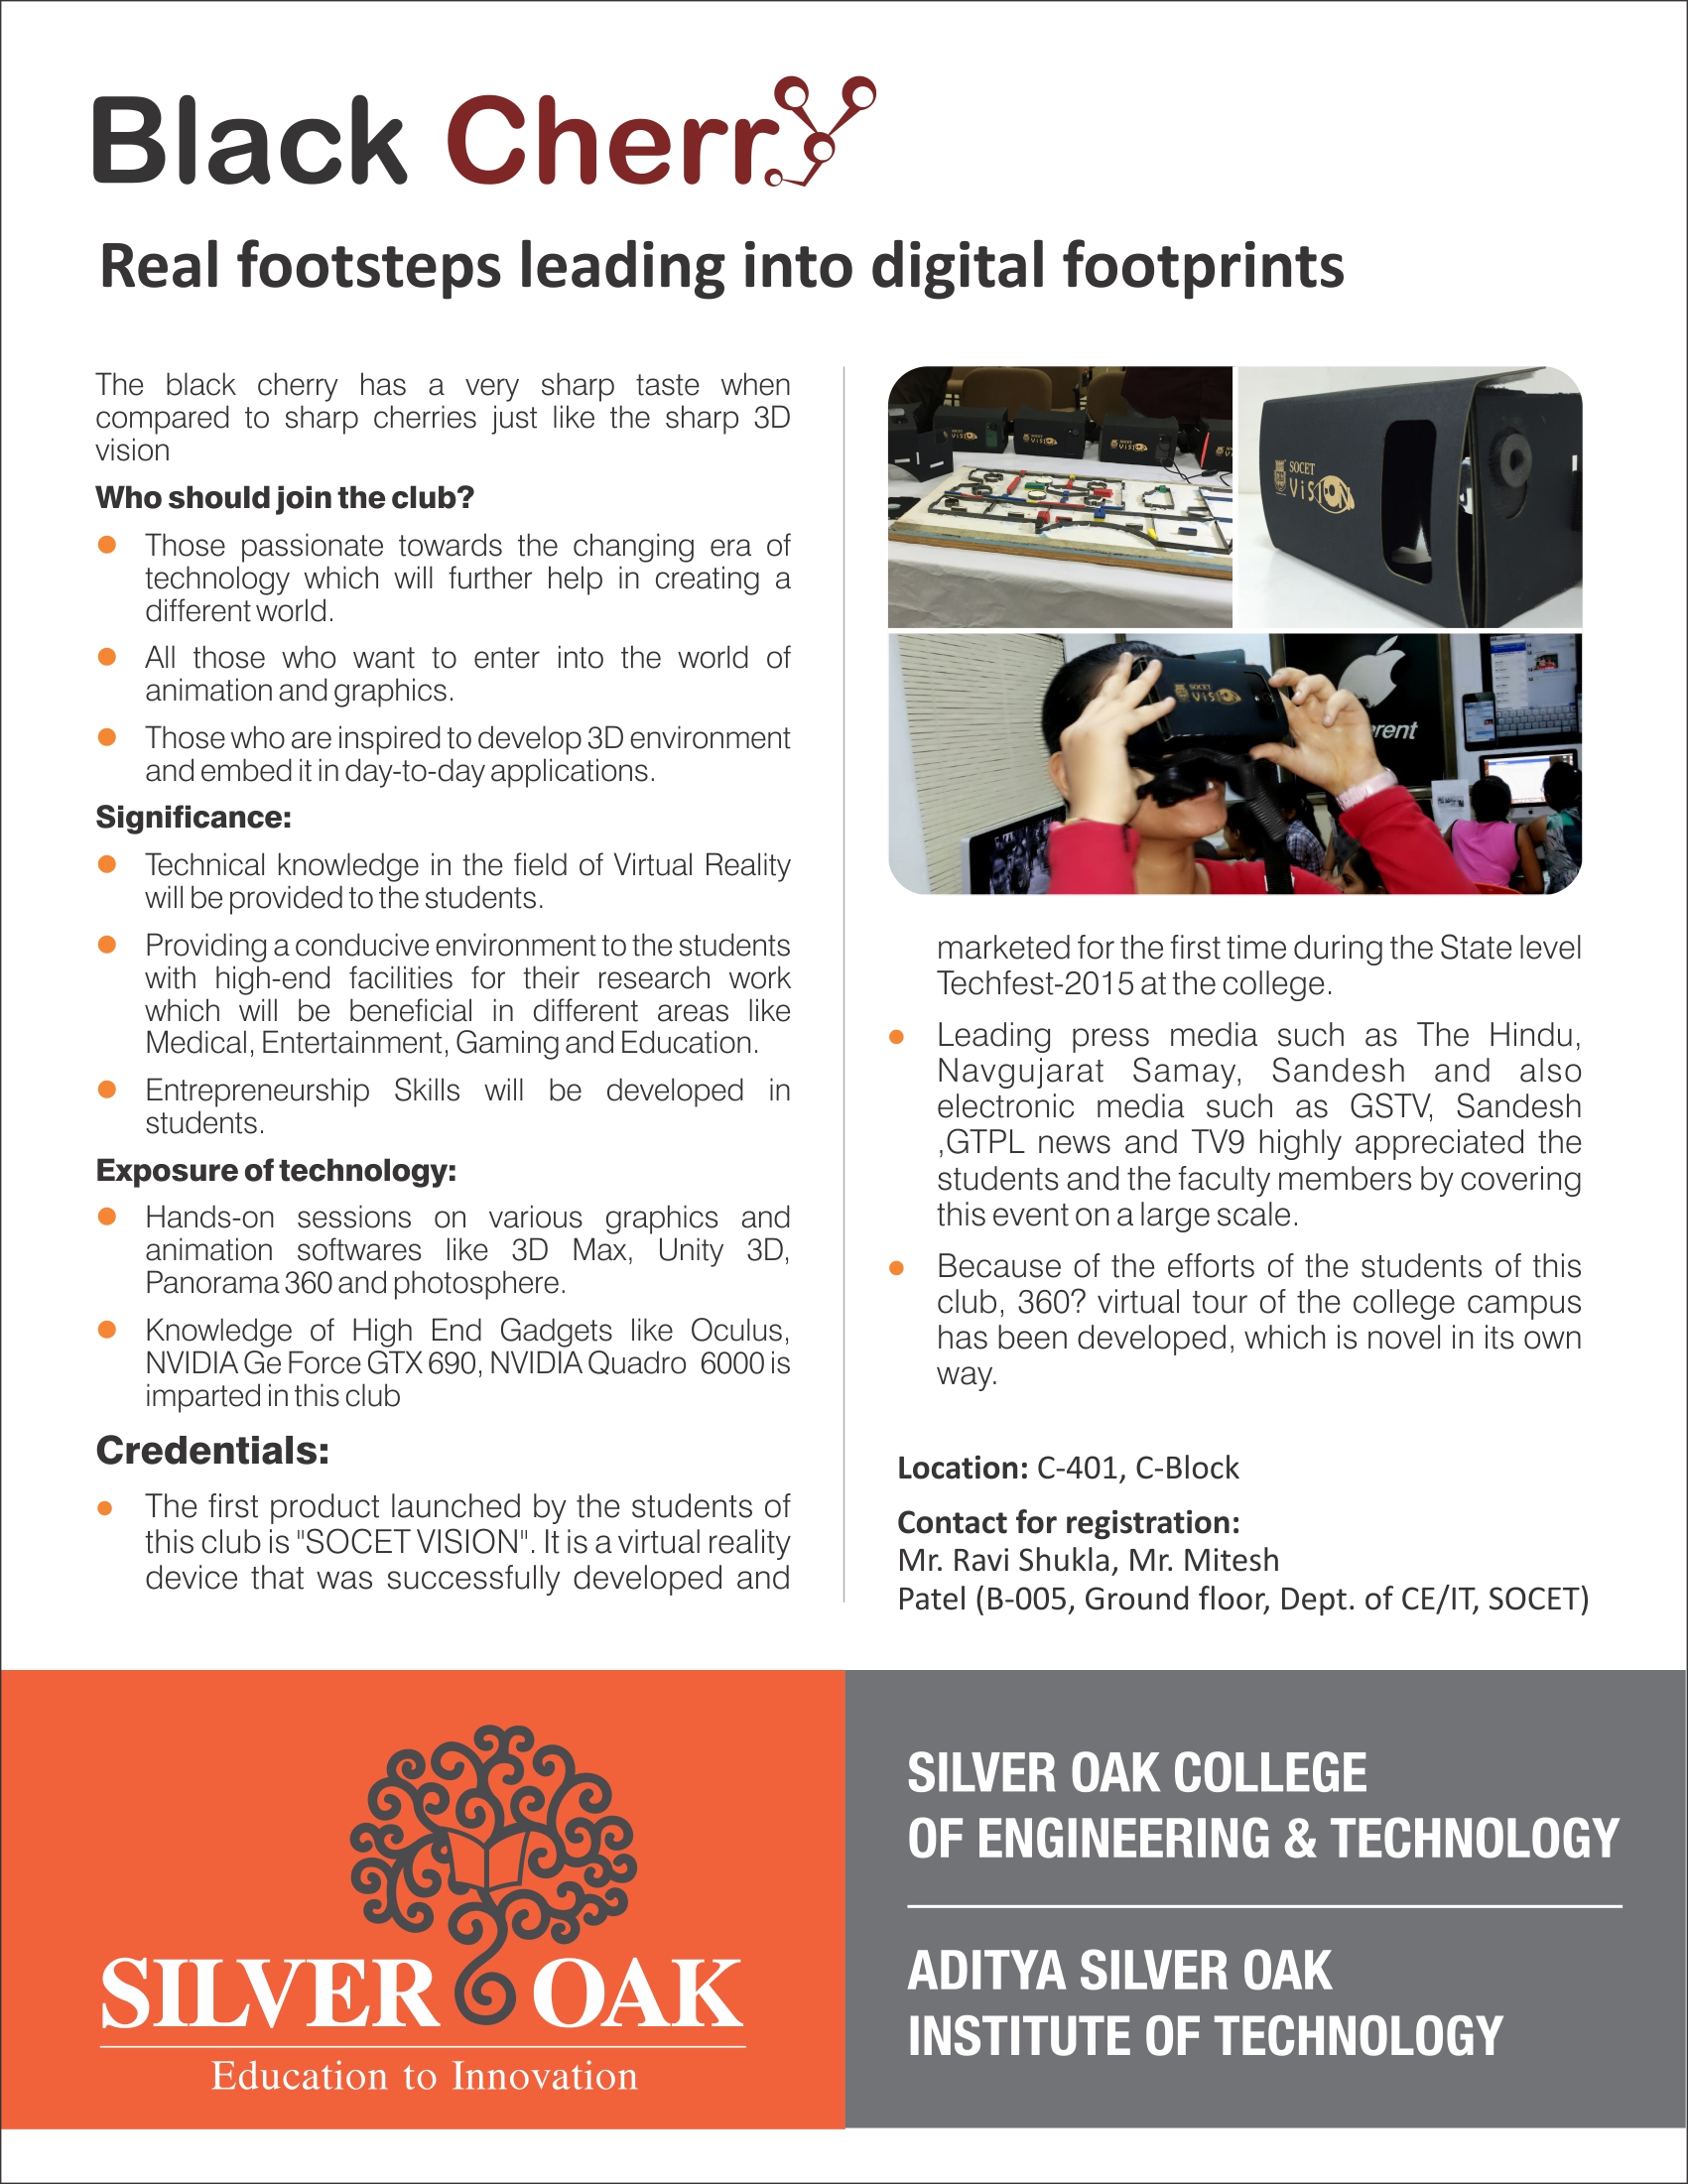 Black Cherry
Real footsteps leading into digital footprints
The black cherry has a very sharp taste when
compared to sharp cherries just like the sharp 3D
vision
Who should join the club?
Those passionate towards the changing era of
technology which will further help in creating a
different world.
All those who want to enter into the world of
animation and graphics.
Those who are inspired to develop 3D environment
and embed it in day-to-day applications.
Significance:
Technical knowledge in the field of Virtual Reality
will be provided to the students.
Providing a conducive environment to the students
with high-end facilities for their research work
which will be beneficial in different areas like
Medical, Entertainment, Gaming and Education.
Entrepreneurship Skills will be developed in
students.
Exposure of technology:
Hands-on sessions on various graphics and
animation softwares like 3D Max, Unity 3D,
Panorama 360 and photosphere.
Knowledge of High End Gadgets like Oculus,
NVIDIA Ge Force GTX 690, NVIDIA Quadro 6000 is
imparted in this club
Credentials:
The first product launched by the students of
this club is "SOCET VISION". It is a virtual reality
device that was successfully developed and
SOCET
ViSION
SOCET
ViSION
SOCET
ViSION
SOCET
ViSION
SOCET
ViSION
erent
marketed for the first time during the State level
Techfest-2015 at the college.
Leading press media such as The Hindu,
Navgujarat Samay, Sandesh and also
electronic media such as GSTV, Sandesh
,GTPL news and TV9 highly appreciated the
students and the faculty members by covering
this event on a large scale.
Because of the efforts of the students of this
club, 360? virtual tour of the college campus
has been developed, which is novel in its own
way.
Location: C-401, C-Block
Contact for registration:
Mr. Ravi Shukla, Mr. Mitesh
Patel (B-005, Ground floor, Dept. of CE/IT, SOCET)
SILVER OAK
Education to Innovation
SILVER OAK COLLEGE
OF ENGINEERING & TECHNOLOGY
ADITYA SILVER OAK
INSTITUTE OF TECHNOLOGY